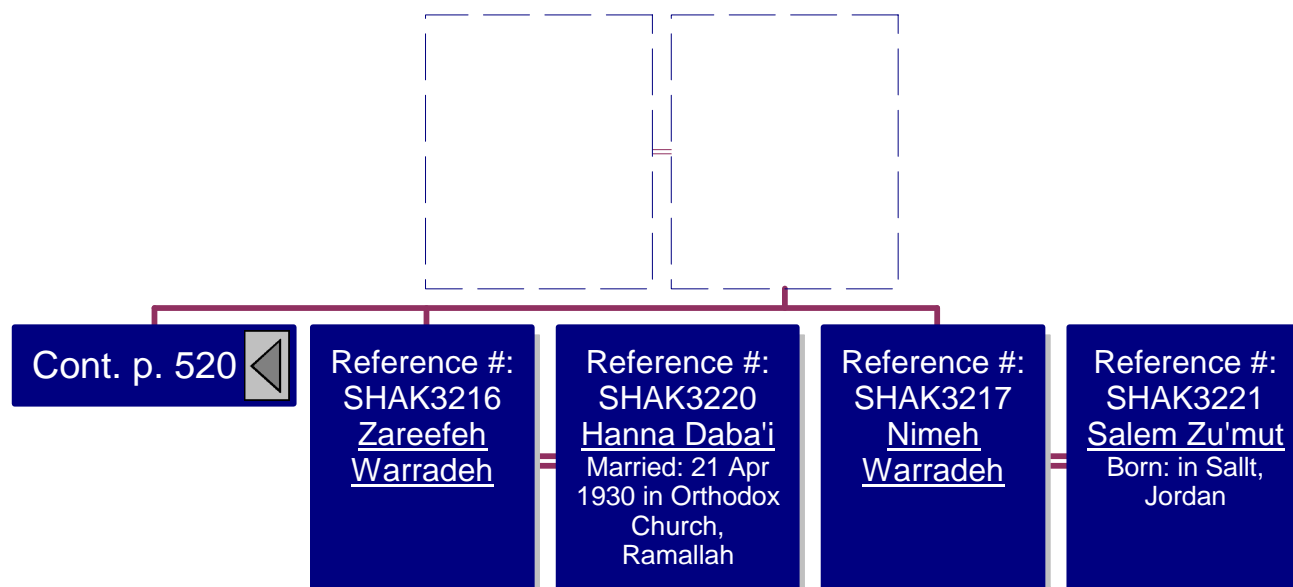 Cont. p. 520
Reference #:
SHAK3216
Zareefeh
Warradeh
Reference #:
SHAK3220
Hanna Daba'i
Married: 21 Apr
1930 in Orthodox
Church,
Ramallah
Reference #:
SHAK3217
Nimeh
Warradeh
Reference #:
SHAK3221
Salem Zu'mut
Born: in Sallt,
Jordan